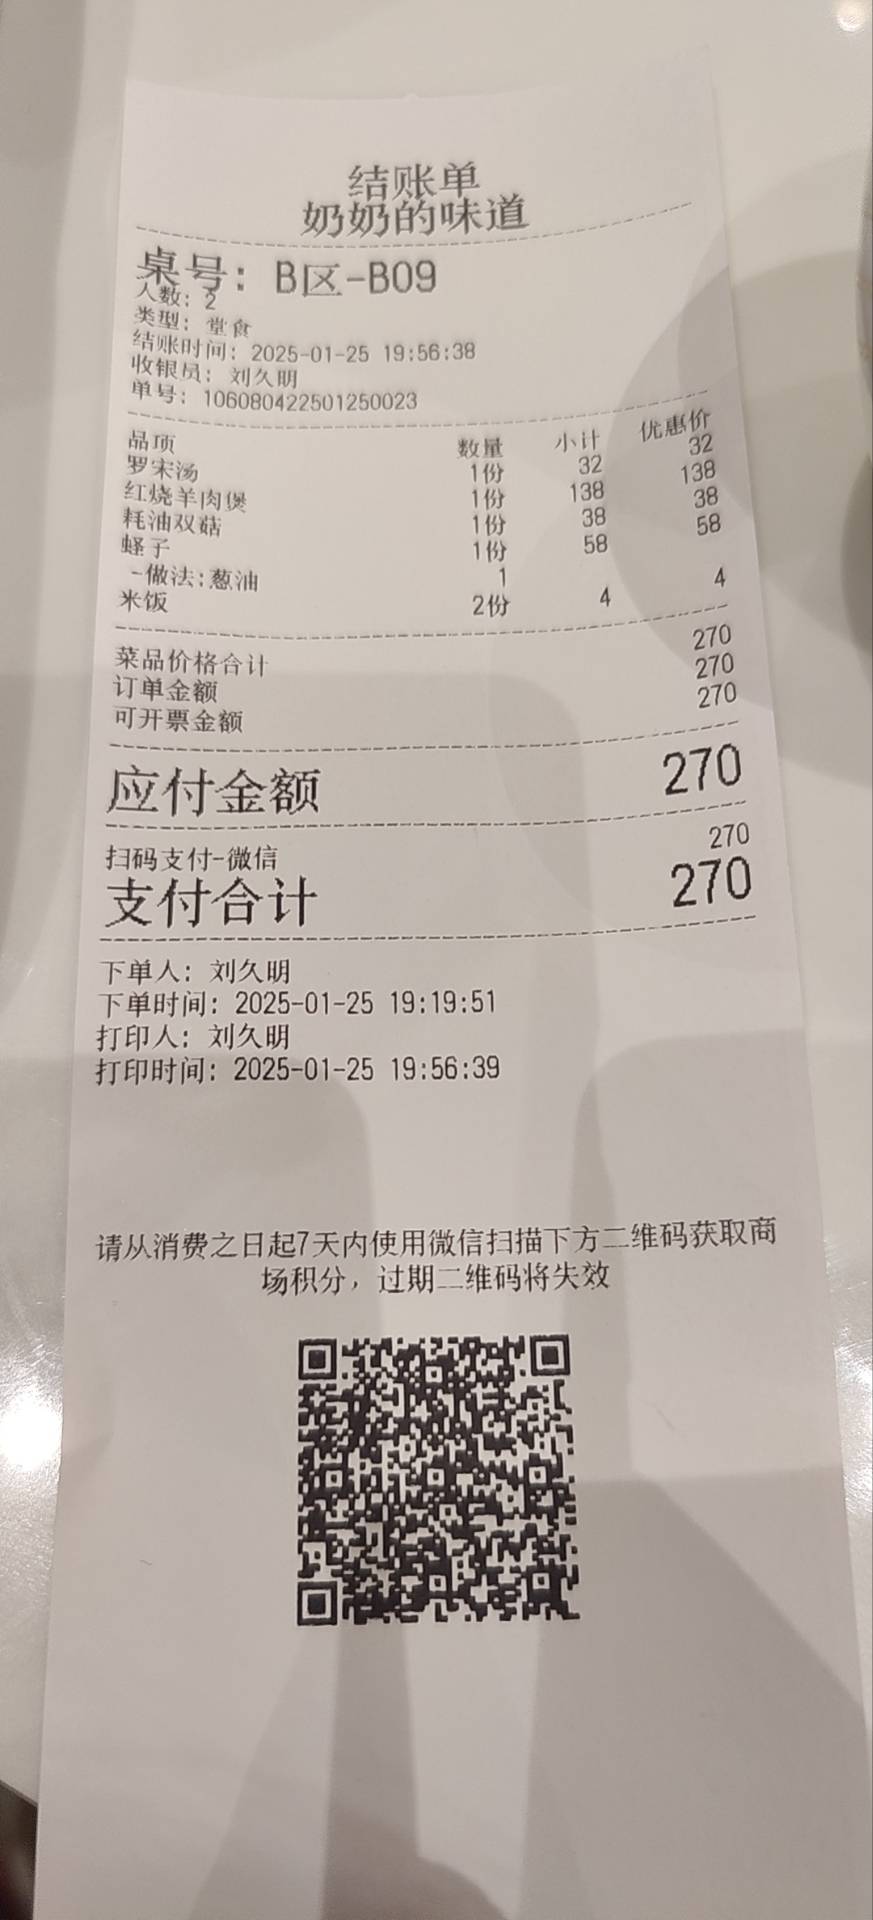 结账单
奶奶的味道
桌号: B区-B09
人数: 2
类型: 堂食
结账时间: 2025-01-25 19:56:38
收银员: 刘久明
单号: 106080422501250023
品项 数量 小计 优惠价
罗宋汤 1份 32 32
红烧羊肉煲 1份 138 138
耗油双菇 1份 38 38
蛏子 1份 58 58
-做法:葱油 1
米饭 2份 4 4
菜品价格合计 270
订单金额 270
可开票金额 270
应付金额 270
扫码支付-微信 270
支付合计 270
下单人: 刘久明
下单时间: 2025-01-25 19:19:51
打印人: 刘久明
打印时间: 2025-01-25 19:56:39
请从消费之日起7天内使用微信扫描下方二维码获取商
场积分，过期二维码将失效